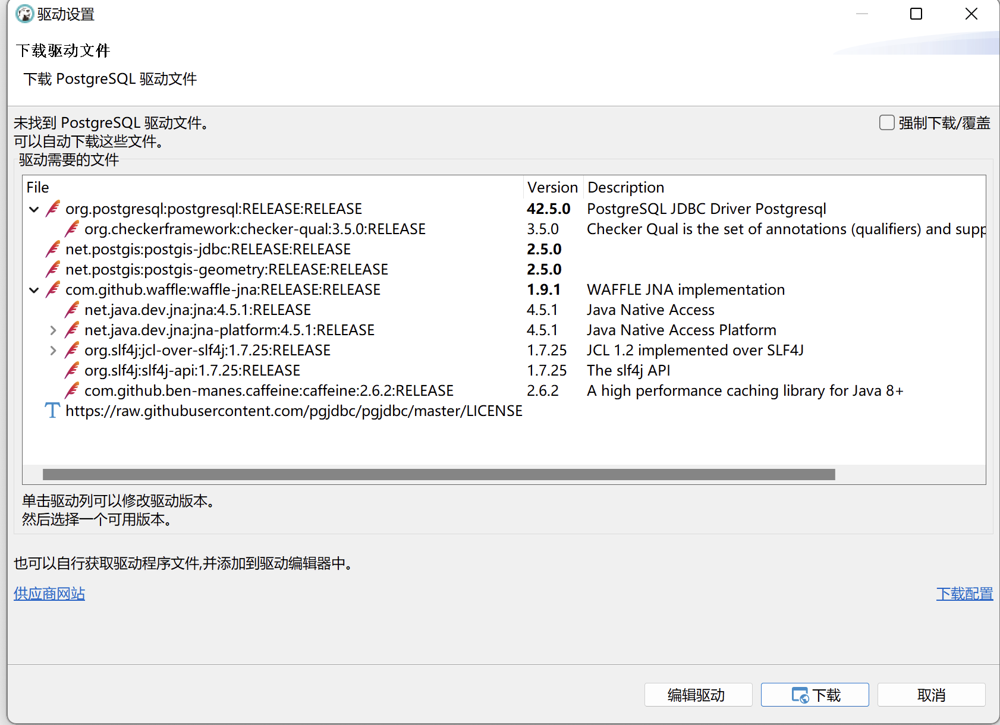 驱动设置
下载驱动文件
下载 PostgreSQL 驱动文件
未找到 PostgreSQL 驱动文件。
强制下载/覆盖
可以自动下载这些文件。
驱动需要的文件
File Version Description
org.postgresql:postgresql:RELEASE:RELEASE 42.5.0 PostgreSQL JDBC Driver Postgresql
org.checkerframework:checker-qual:3.5.0:RELEASE 3.5.0 Checker Qual is the set of annotations (qualifiers) and supp
net.postgis:postgis-jdbc:RELEASE:RELEASE 2.5.0
net.postgis:postgis-geometry:RELEASE:RELEASE 2.5.0
com.github.waffle:waffle-jna:RELEASE:RELEASE 1.9.1 WAFFLE JNA implementation
net.java.dev.jna:jna:4.5.1:RELEASE 4.5.1 Java Native Access
net.java.dev.jna:jna-platform:4.5.1:RELEASE 4.5.1 Java Native Access Platform
org.slf4j:jcl-over-slf4j:1.7.25:RELEASE 1.7.25 JCL 1.2 implemented over SLF4J
org.slf4j:slf4j-api:1.7.25:RELEASE 1.7.25 The slf4j API
com.github.ben-manes.caffeine:caffeine:2.6.2:RELEASE 2.6.2 A high performance caching library for Java 8+
https://raw.githubusercontent.com/pgjdbc/pgjdbc/master/LICENSE
单击驱动列可以修改驱动版本。
然后选择一个可用版本。
也可以自行获取驱动程序文件,并添加到驱动编辑器中。
供应商网站 下载配置
编辑驱动 下载 取消